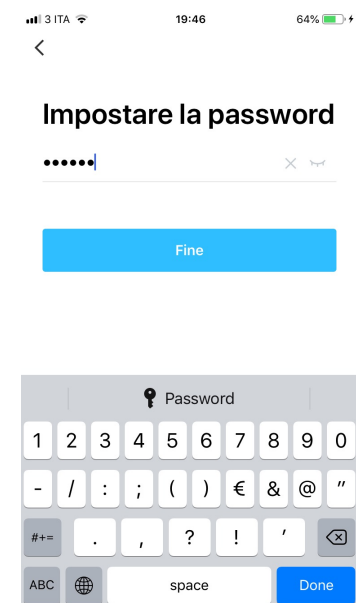 3 ITA 19:46 64%
Impostare la password
••••••
Fine
Password
1 2 3 4 5 6 7 8 9 0
- / : ; ( ) € & @ "
#+= . , ? ! '
ABC space Done